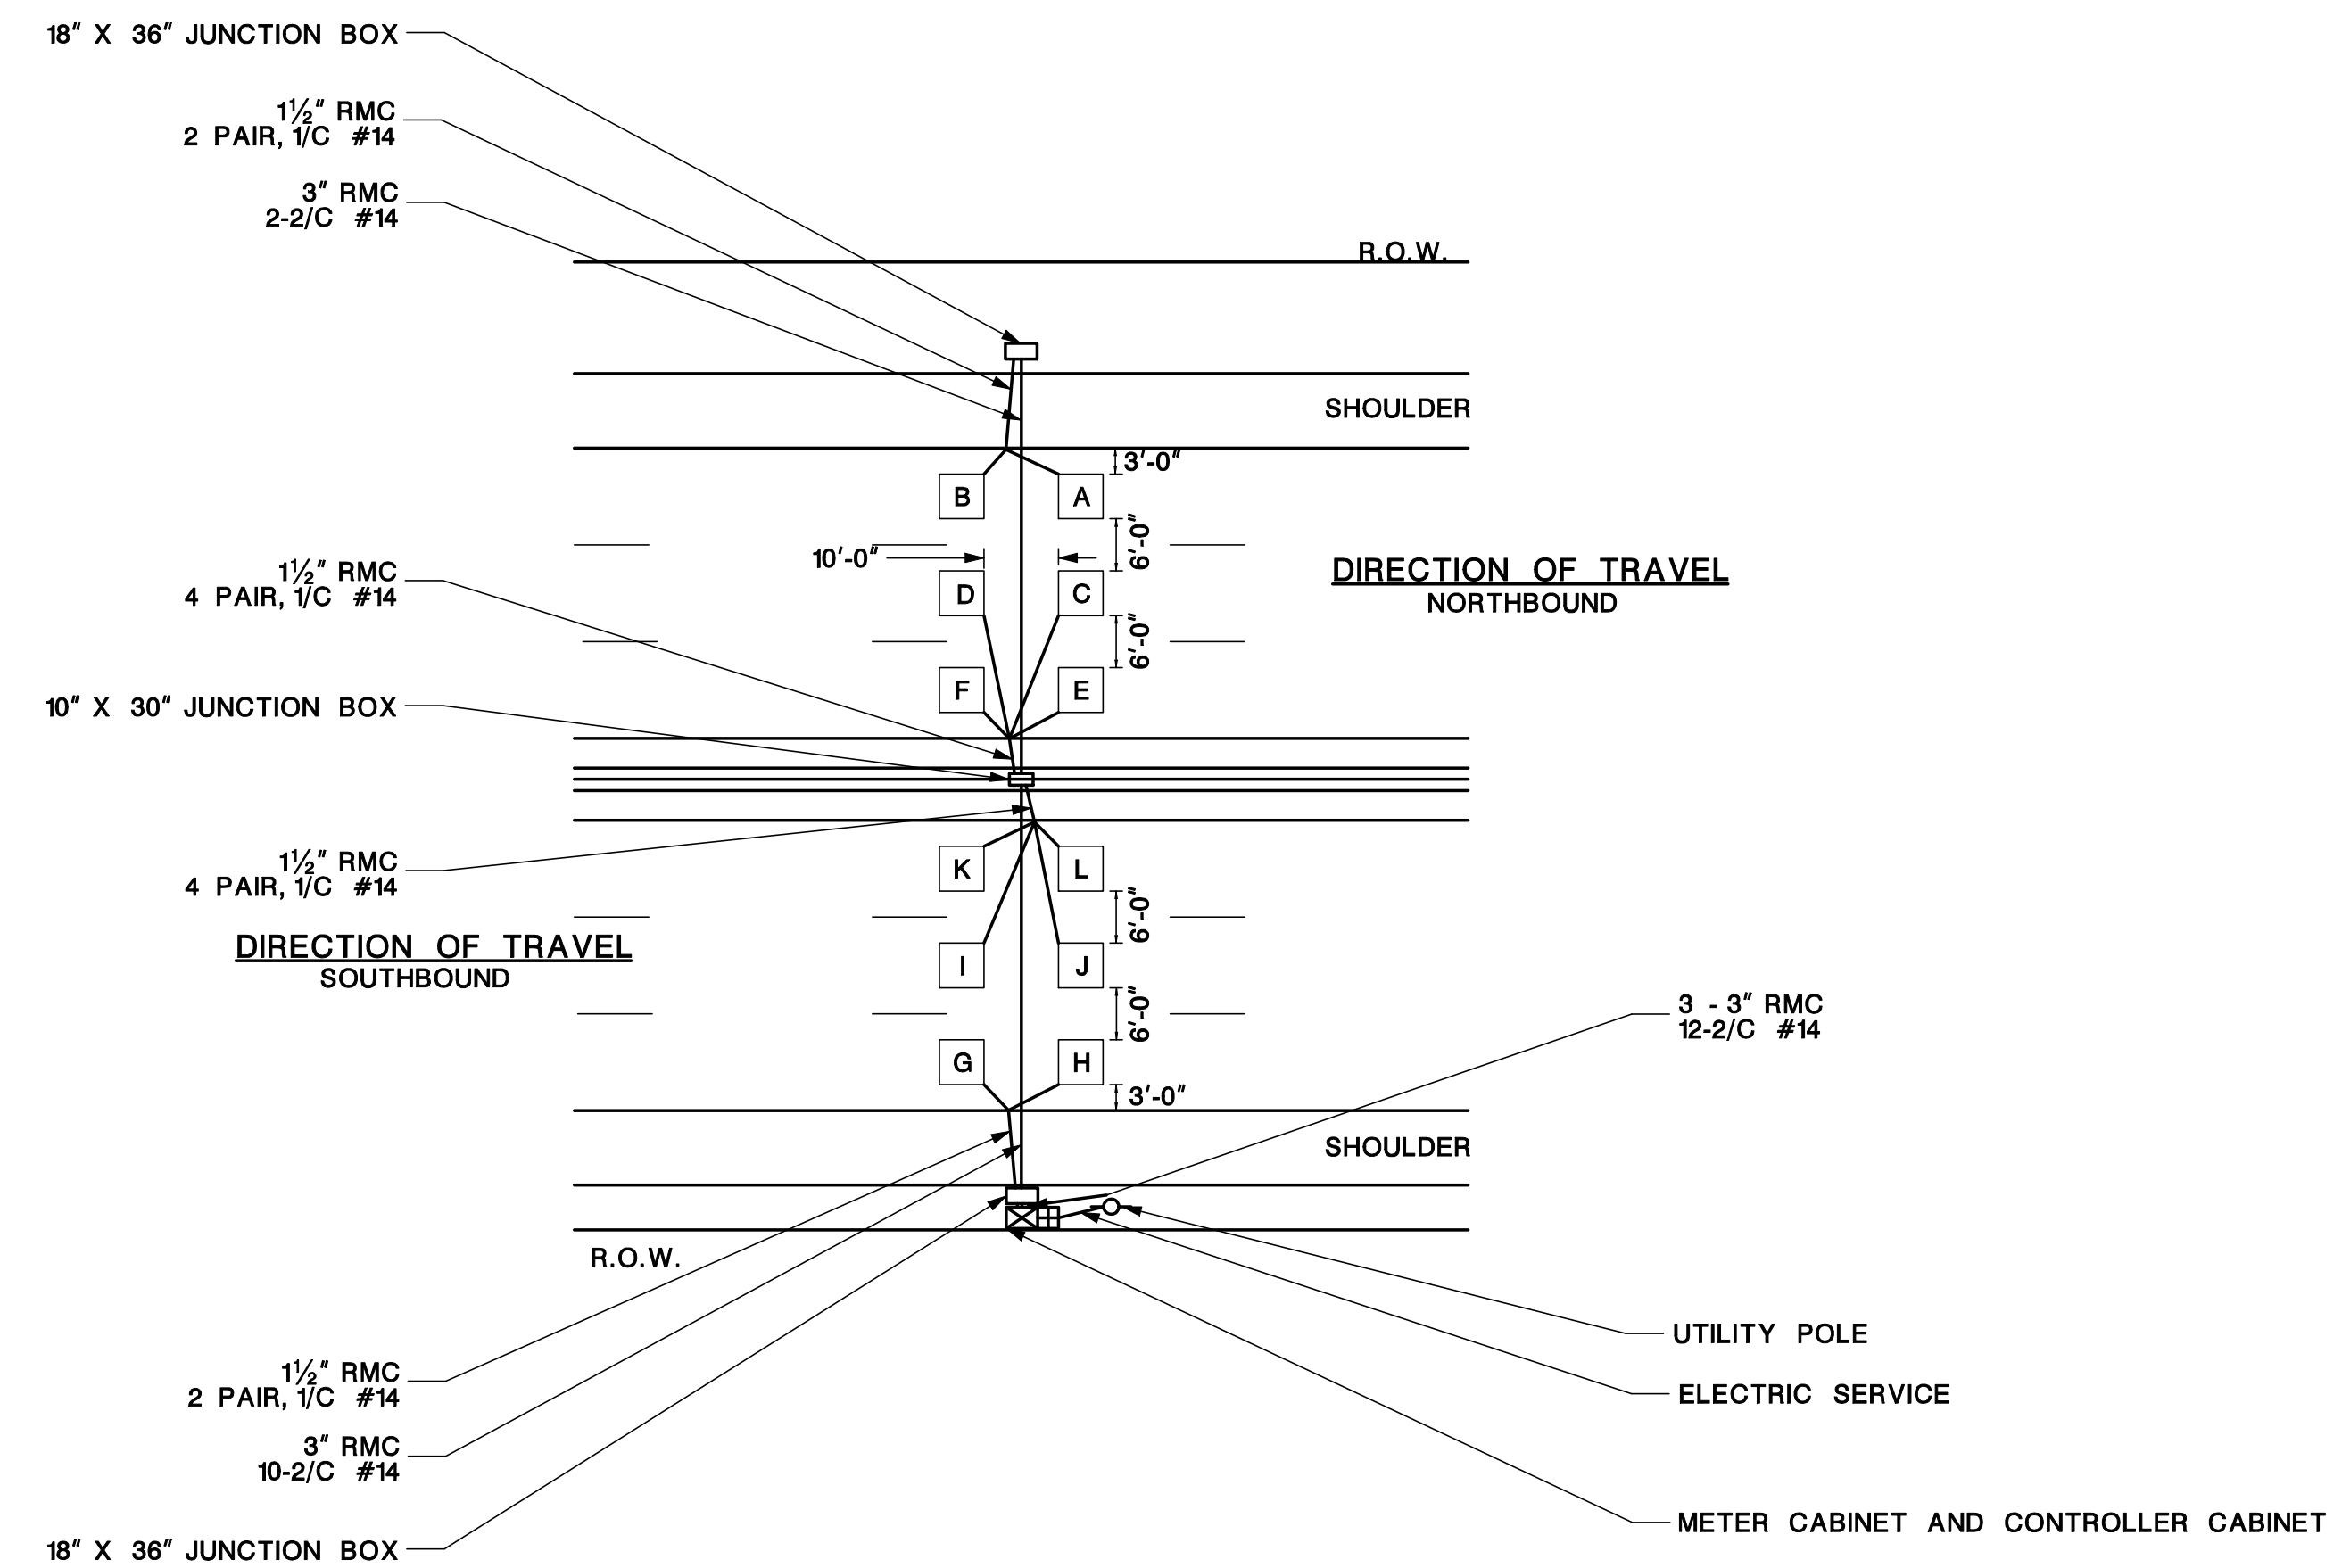 18" X 36" JUNCTION BOX
1½" RMC
2 PAIR, 1/C #14
3" RMC
2-2/C #14
R.O.W.
SHOULDER
3'-0"
B
A
6'-0"
10'-0"
DIRECTION OF TRAVEL
NORTHBOUND
1½" RMC
4 PAIR, 1/C #14
D
C
6'-0"
F
E
10" X 30" JUNCTION BOX
1½" RMC
4 PAIR, 1/C #14
K
L
6'-0"
DIRECTION OF TRAVEL
SOUTHBOUND
I
J
6'-0"
3 - 3" RMC
12-2/C #14
G
H
3'-0"
SHOULDER
R.O.W.
UTILITY POLE
1½" RMC
2 PAIR, 1/C #14
ELECTRIC SERVICE
3" RMC
10-2/C #14
METER CABINET AND CONTROLLER CABINET
18" X 36" JUNCTION BOX